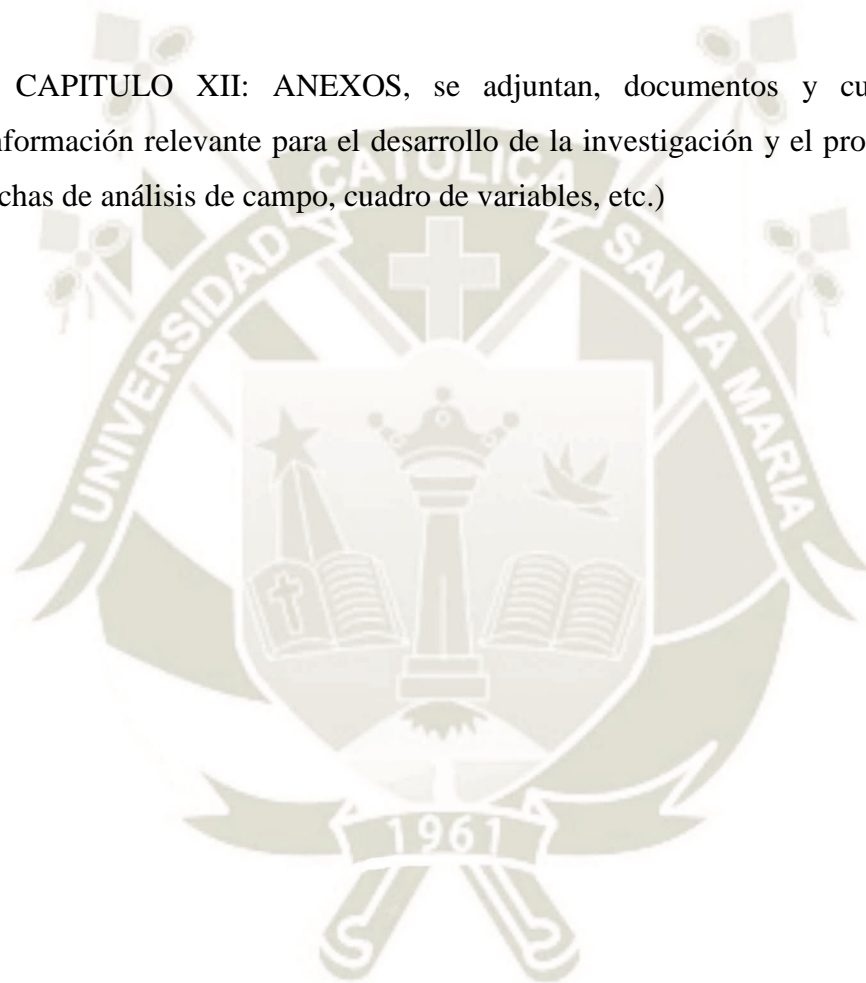 CAPITULO XII: ANEXOS, se adjuntan, documentos y cu
nformación relevante para el desarrollo de la investigación y el pro
chas de análisis de campo, cuadro de variables, etc.)
UNIVERSIDAD CATOLICA SANTA MARIA
1961